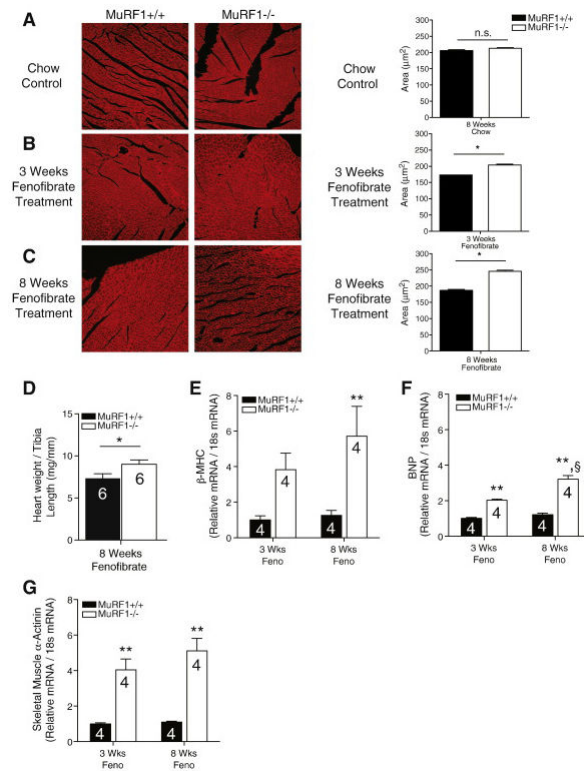 A
MuRF1+/+
MuRF1-/-
Chow
Control
Chow
Control
MuRF1+/+
MuRF1-/-
n.s.
Area (µm²)
300
250
200
150
100
50
0
8 Weeks
Chow
B
3 Weeks
Fenofibrate
Treatment
3 Weeks
Fenofibrate
Treatment
*
Area (µm²)
300
250
200
150
100
50
0
3 Weeks
Fenofibrate
C
8 Weeks
Fenofibrate
Treatment
8 Weeks
Fenofibrate
Treatment
*
Area (µm²)
300
250
200
150
100
50
0
8 Weeks
Fenofibrate
D
MuRF1+/+
MuRF1-/-
Heart weight / Tibia
Length (mg/mm)
15
10
5
0
*
6
6
8 Weeks
Fenofibrate
E
MuRF1+/+
MuRF1-/-
β-MHC
(Relative mRNA / 18s mRNA)
8
6
4
2
0
**
4
4
4
4
3 Wks
Feno
8 Wks
Feno
F
MuRF1+/+
MuRF1-/-
BNP
(Relative mRNA / 18s mRNA)
8
6
4
2
0
**
**,§
4
4
4
4
3 Wks
Feno
8 Wks
Feno
G
MuRF1+/+
MuRF1-/-
Skeletal Muscle α-Actinin
(Relative mRNA / 18s mRNA)
8
6
4
2
0
**
**
4
4
4
4
3 Wks
Feno
8 Wks
Feno